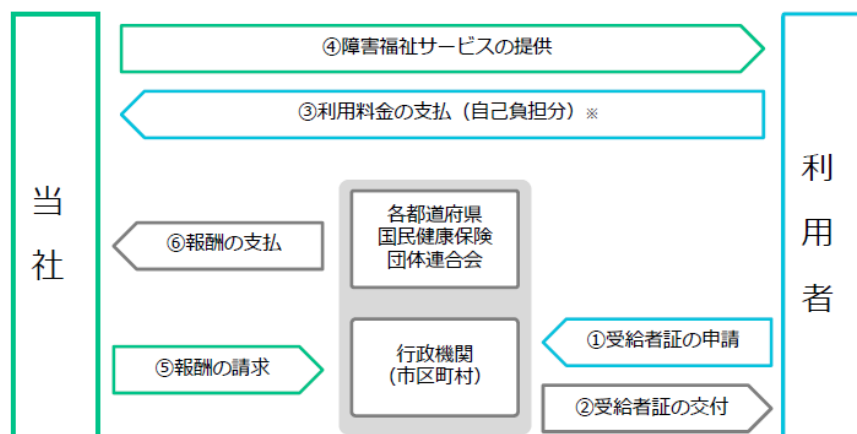 ④障害福祉サービスの提供
③利用料金の支払（自己負担分）※
当
社
利
用
者
各都道府県
国民健康保険
団体連合会
⑥報酬の支払
行政機関
（市区町村）
①受給者証の申請
⑤報酬の請求
②受給者証の交付